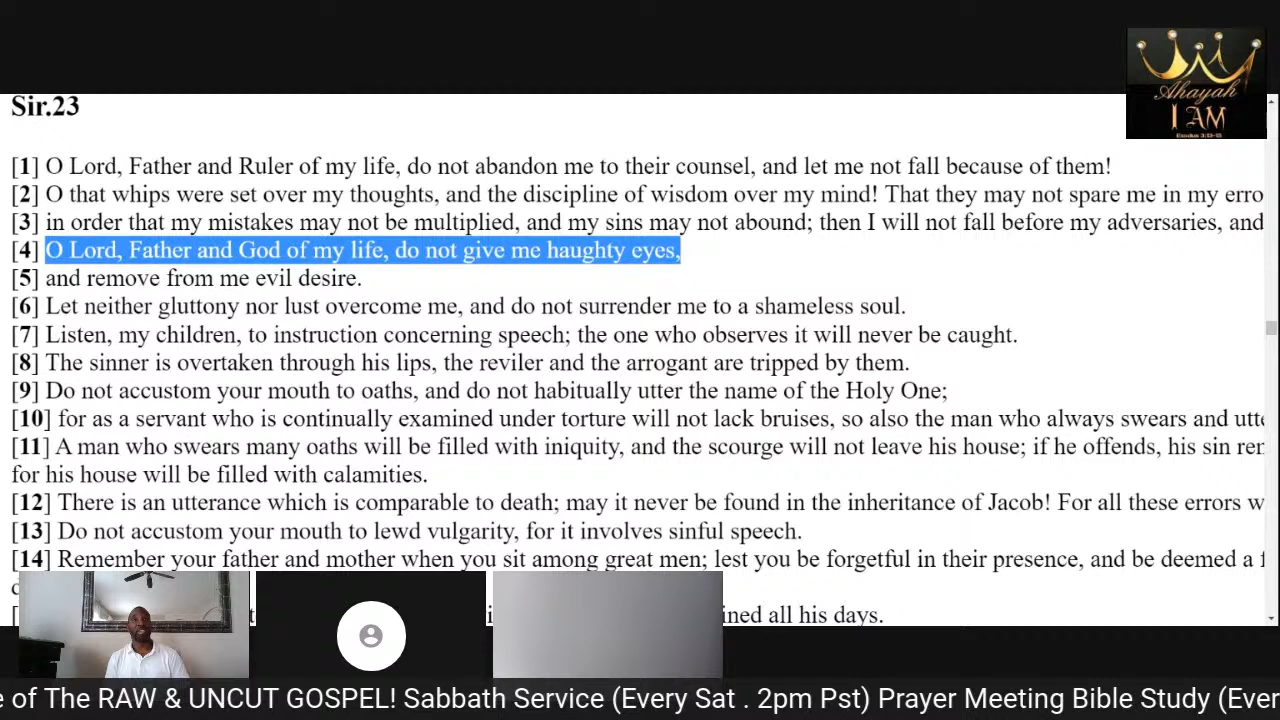 Ahayah
I AM
Exodus 3:13-15
Sir.23
[1] O Lord, Father and Ruler of my life, do not abandon me to their counsel, and let me not fall because of them!
[2] O that whips were set over my thoughts, and the discipline of wisdom over my mind! That they may not spare me in my erro
[3] in order that my mistakes may not be multiplied, and my sins may not abound; then I will not fall before my adversaries, and
[4] O Lord, Father and God of my life, do not give me haughty eyes,
[5] and remove from me evil desire.
[6] Let neither gluttony nor lust overcome me, and do not surrender me to a shameless soul.
[7] Listen, my children, to instruction concerning speech; the one who observes it will never be caught.
[8] The sinner is overtaken through his lips, the reviler and the arrogant are tripped by them.
[9] Do not accustom your mouth to oaths, and do not habitually utter the name of the Holy One;
[10] for as a servant who is continually examined under torture will not lack bruises, so also the man who always swears and utte
[11] A man who swears many oaths will be filled with iniquity, and the scourge will not leave his house; if he offends, his sin rer
for his house will be filled with calamities.
[12] There is an utterance which is comparable to death; may it never be found in the inheritance of Jacob! For all these errors w
[13] Do not accustom your mouth to lewd vulgarity, for it involves sinful speech.
[14] Remember your father and mother when you sit among great men; lest you be forgetful in their presence, and be deemed a f
ined all his days.
e of The RAW & UNCUT GOSPEL! Sabbath Service (Every Sat . 2pm Pst) Prayer Meeting Bible Study (Ever